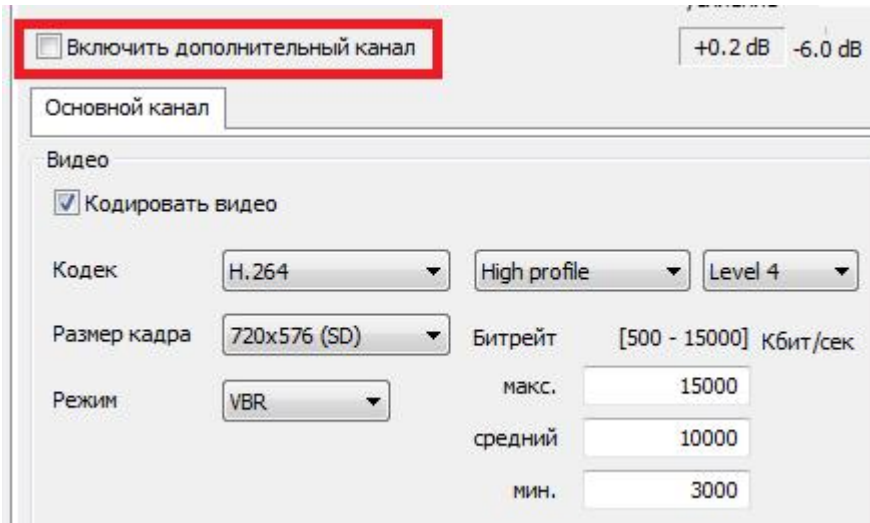 Включить дополнительный канал
+0.2 dB -6.0 dB
Основной канал
Видео
Кодировать видео
Кодек H.264 High profile Level 4
Размер кадра 720x576 (SD) Битрейт [500 - 15000] Кбит/сек
макс. 15000
Режим VBR
средний 10000
мин. 3000